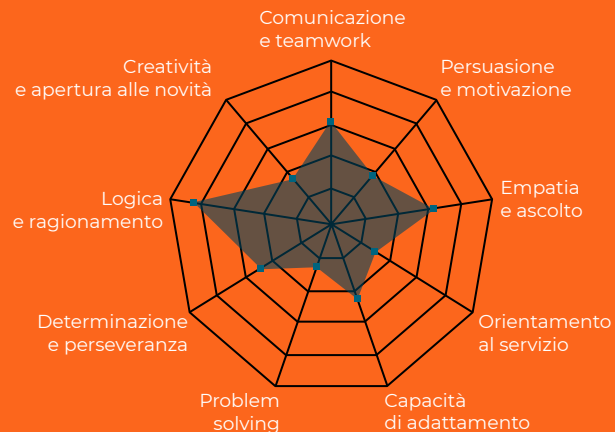 Comunicazione
e teamwork
Creatività
e apertura alle novità
Persuasione
e motivazione
Logica
e ragionamento
Empatia
e ascolto
Determinazione
e perseveranza
Orientamento
al servizio
Problem
solving
Capacità
di adattamento